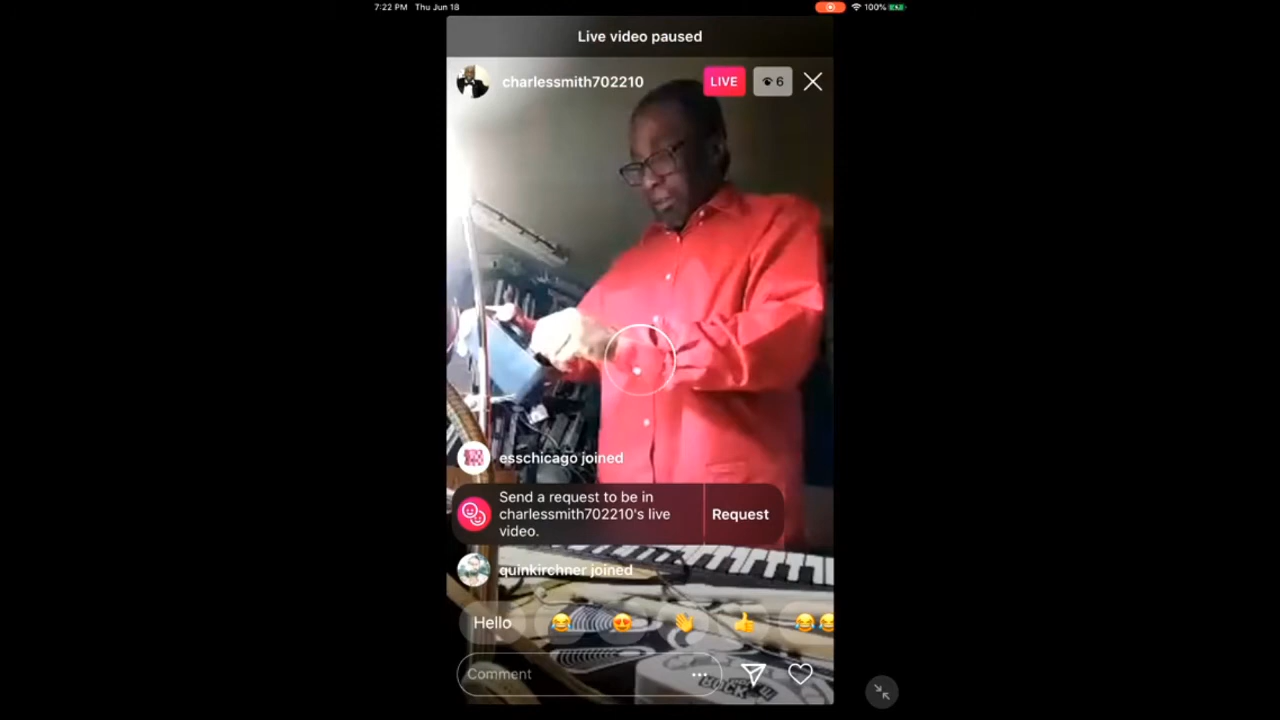 7:22 PM Thu Jun 18
100%
Live video paused
charlessmith702210
LIVE
6
esschicago joined
Send a request to be in
charlessmith702210's live
video.
Request
quinkirchner joined
Hello
Comment